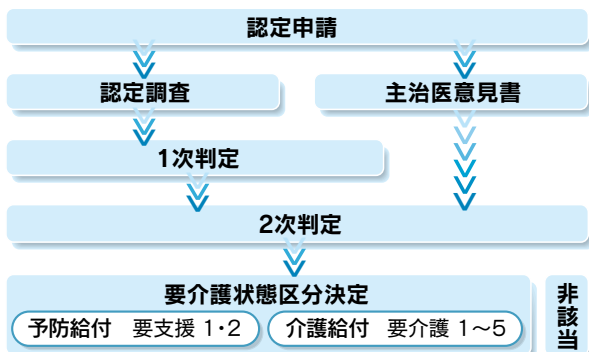 認定申請
認定調査
主治医意見書
1次判定
2次判定
要介護状態区分決定
予防給付 要支援 1・2
介護給付 要介護 1～5
非該当